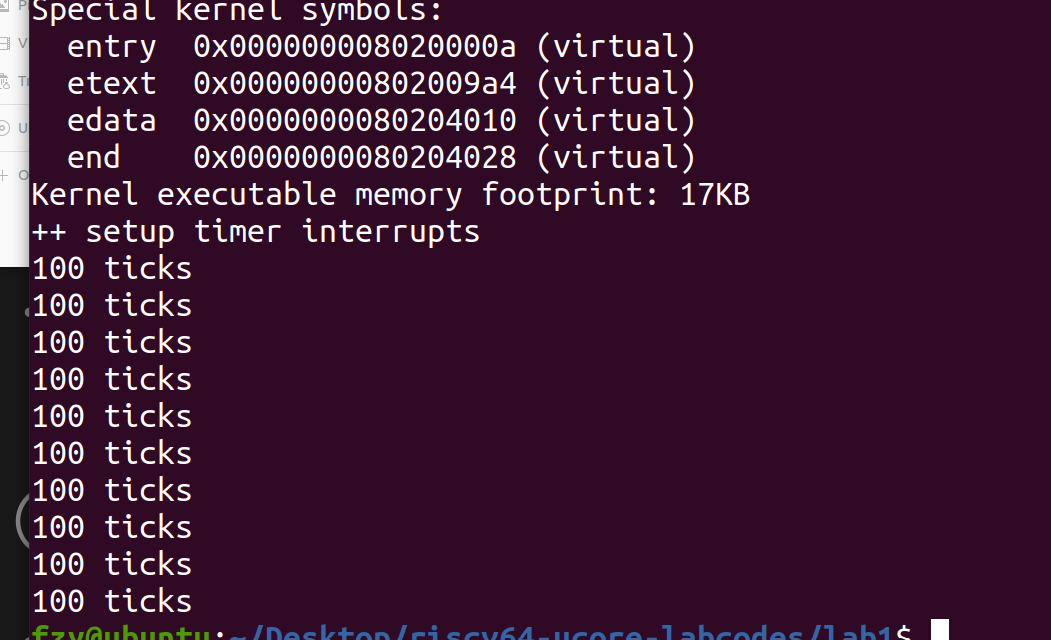 Special kernel symbols:
  entry  0x000000008020000a (virtual)
  etext  0x00000000802009a4 (virtual)
  edata  0x0000000080204010 (virtual)
  end    0x0000000080204028 (virtual)
Kernel executable memory footprint: 17KB
++ setup timer interrupts
100 ticks
100 ticks
100 ticks
100 ticks
100 ticks
100 ticks
100 ticks
100 ticks
100 ticks
100 ticks
fzy@ubuntu:~/Desktop/riscv64-ucore-labcodes/lab1$